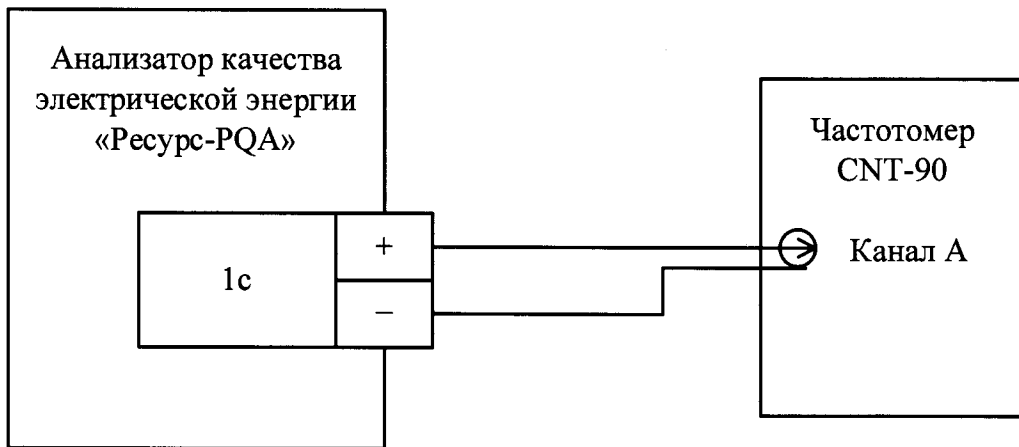 Анализатор качества
электрической энергии
«Ресурс-PQA»
1с
+
−
Частотомер
CNT-90
Канал А